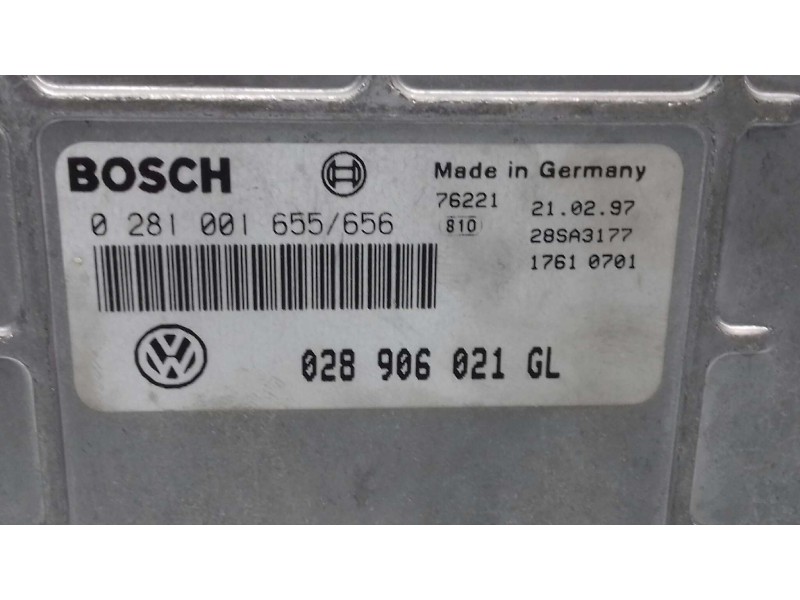 BOSCH
Made in Germany
0 281 001 655/656
76221
810
21.02.97
28SA3177
1761 0701
VW
028 906 021 GL